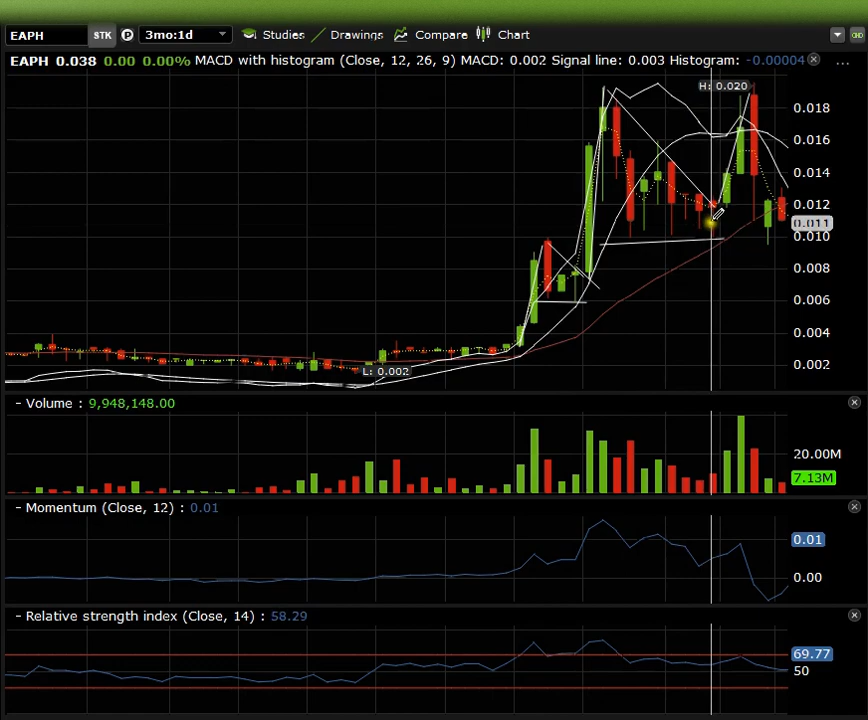 EAPH STK P 3mo:1d Studies Drawings Compare Chart
EAPH 0.038 0.00 0.00% MACD with histogram (Close, 12, 26, 9) MACD: 0.002 Signal line: 0.003 Histogram: -0.00004 ...
H: 0.020
0.018
0.016
0.014
0.012
0.011
0.010
0.008
0.006
0.004
L: 0.002
0.002
- Volume : 9,948,148.00
20.00M
7.13M
- Momentum (Close, 12) : 0.01
0.01
0.00
- Relative strength index (Close, 14) : 58.29
69.77
50